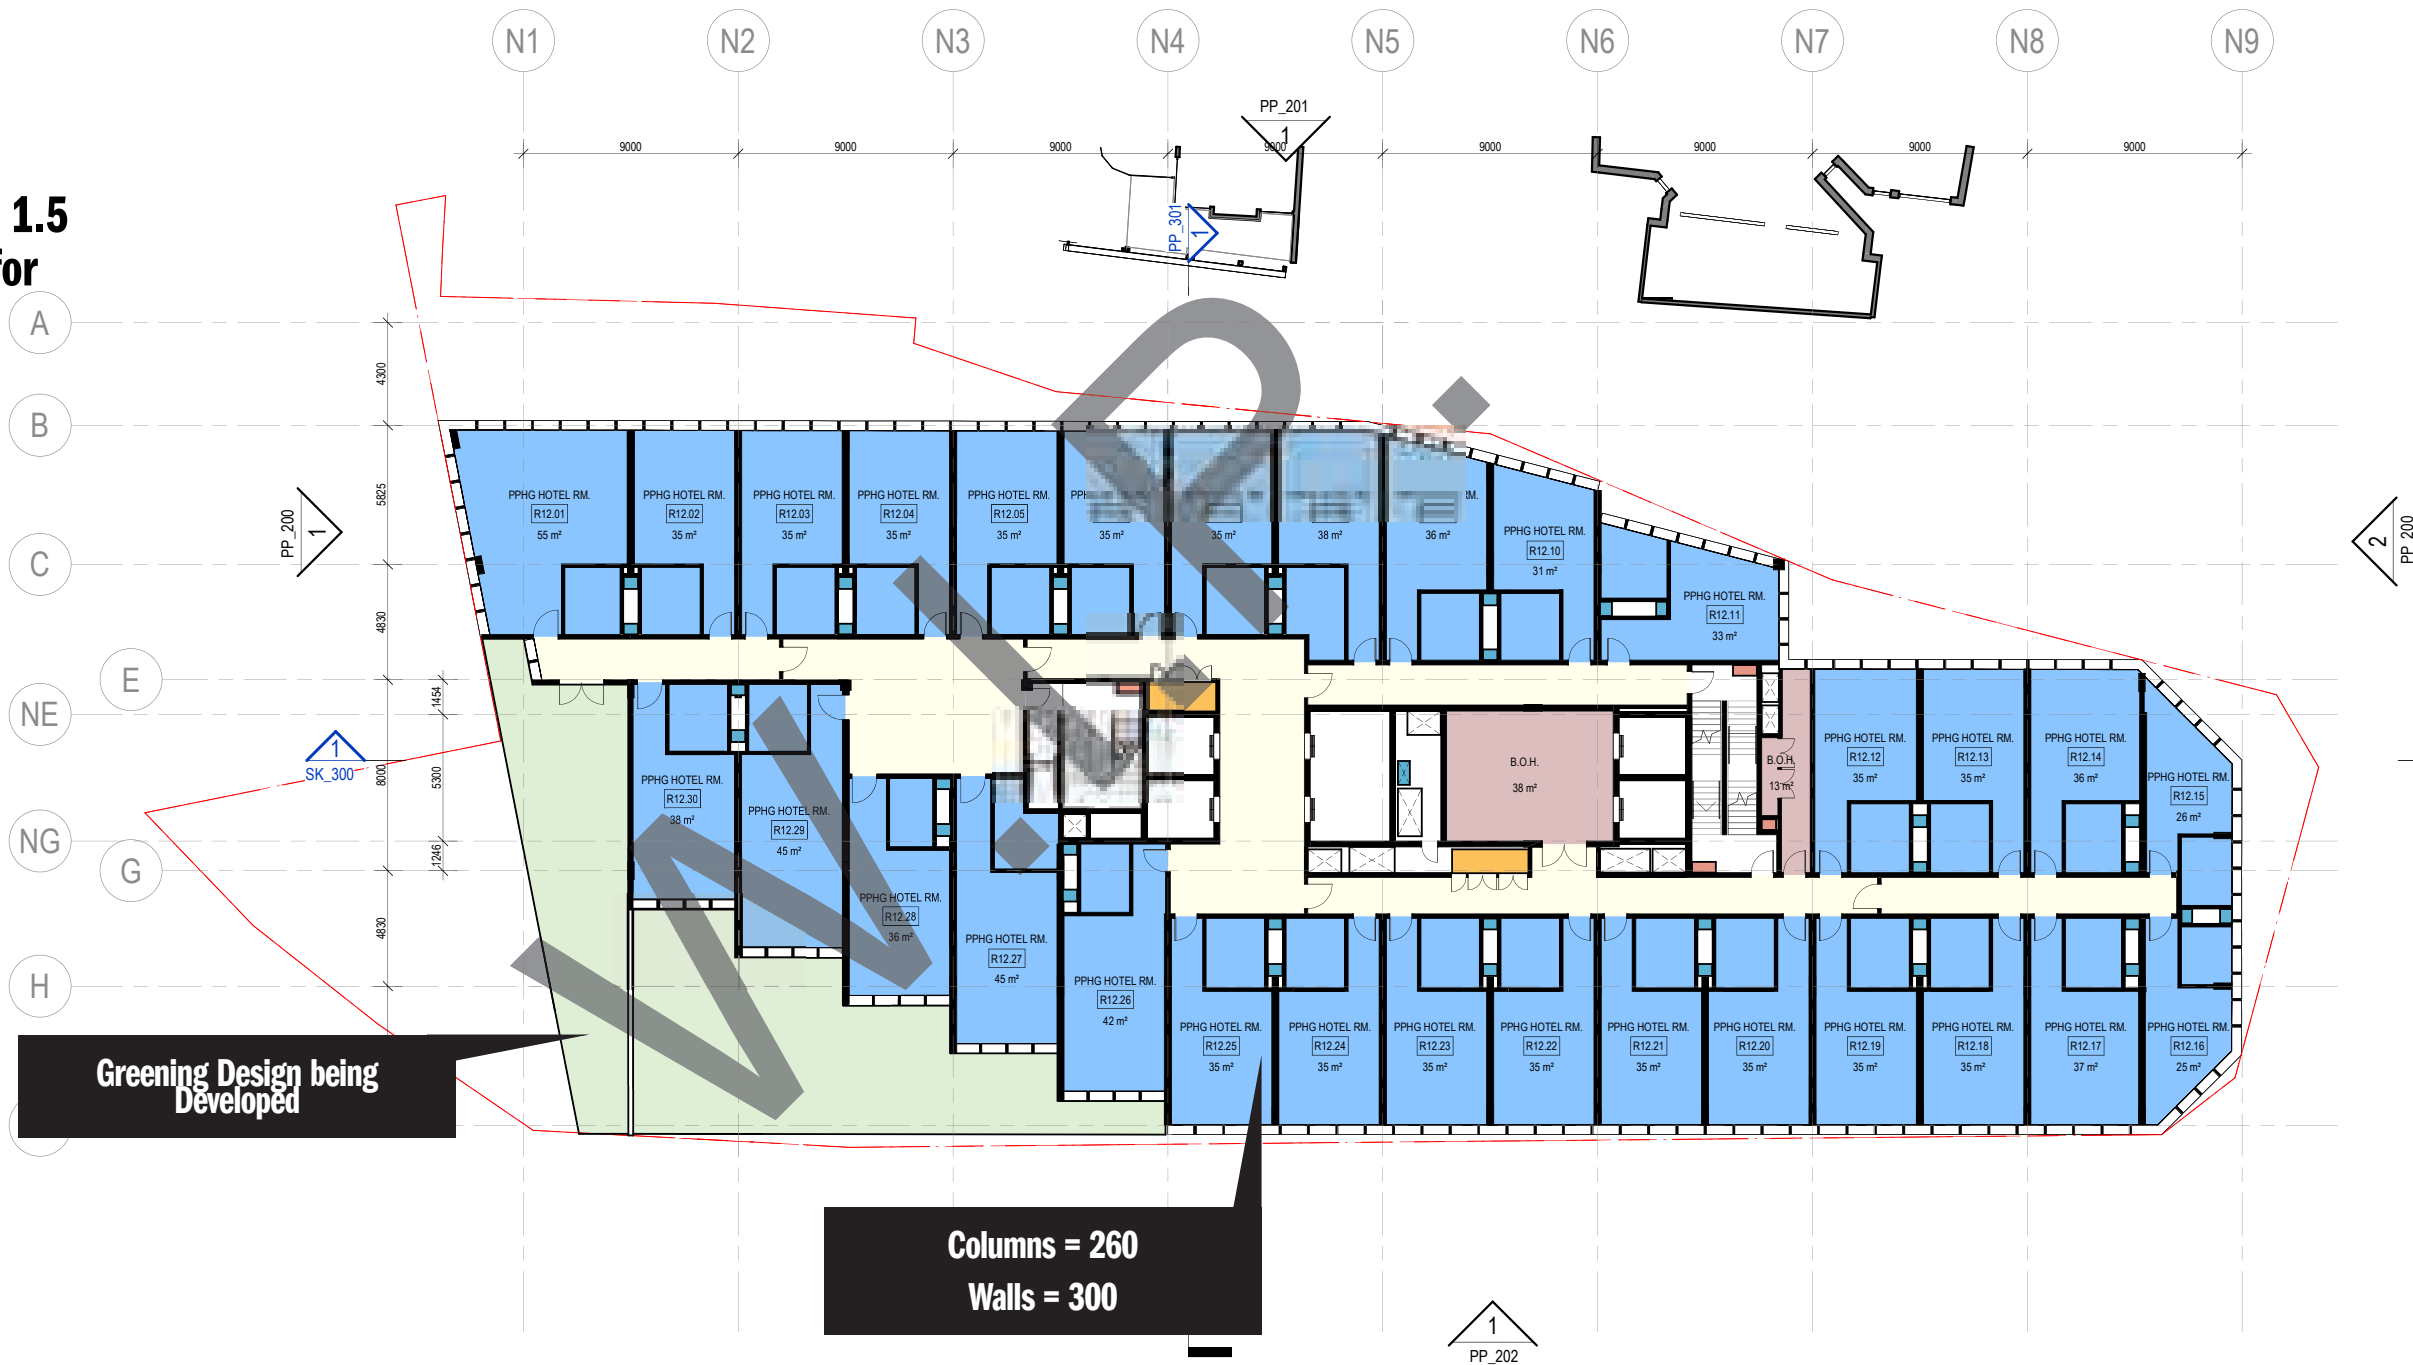 N1
N2
N3
N4
N5
N6
N7
N8
N9
PP_201
1
9000
9000
9000
9000
9000
9000
9000
9000
1.5
for
PP_301
1
A
B
C
E
NE
NG
G
H
4300
5825
4830
1454
8000
5300
1246
4830
PP_200
1
2
PP_200
1
SK_300
PPHG HOTEL RM.
R12.01
55 m²
PPHG HOTEL RM.
R12.02
35 m²
PPHG HOTEL RM.
R12.03
35 m²
PPHG HOTEL RM.
R12.04
35 m²
PPHG HOTEL RM.
R12.05
35 m²
35 m²
35 m²
38 m²
36 m²
PPHG HOTEL RM.
R12.10
31 m²
PPHG HOTEL RM.
R12.11
33 m²
PPHG HOTEL RM.
R12.12
35 m²
PPHG HOTEL RM.
R12.13
35 m²
PPHG HOTEL RM.
R12.14
36 m²
PPHG HOTEL RM.
R12.15
26 m²
B.O.H.
38 m²
B.O.H.
13 m²
PPHG HOTEL RM.
R12.30
38 m²
PPHG HOTEL RM.
R12.29
45 m²
PPHG HOTEL RM.
R12.28
36 m²
PPHG HOTEL RM.
R12.27
45 m²
PPHG HOTEL RM.
R12.26
42 m²
PPHG HOTEL RM.
R12.25
35 m²
PPHG HOTEL RM.
R12.24
35 m²
PPHG HOTEL RM.
R12.23
35 m²
PPHG HOTEL RM.
R12.22
35 m²
PPHG HOTEL RM.
R12.21
35 m²
PPHG HOTEL RM.
R12.20
35 m²
PPHG HOTEL RM.
R12.19
35 m²
PPHG HOTEL RM.
R12.18
35 m²
PPHG HOTEL RM.
R12.17
37 m²
PPHG HOTEL RM.
R12.16
25 m²
W.I.P.
Greening Design being
Developed
Columns = 260
Walls = 300
1
PP_202